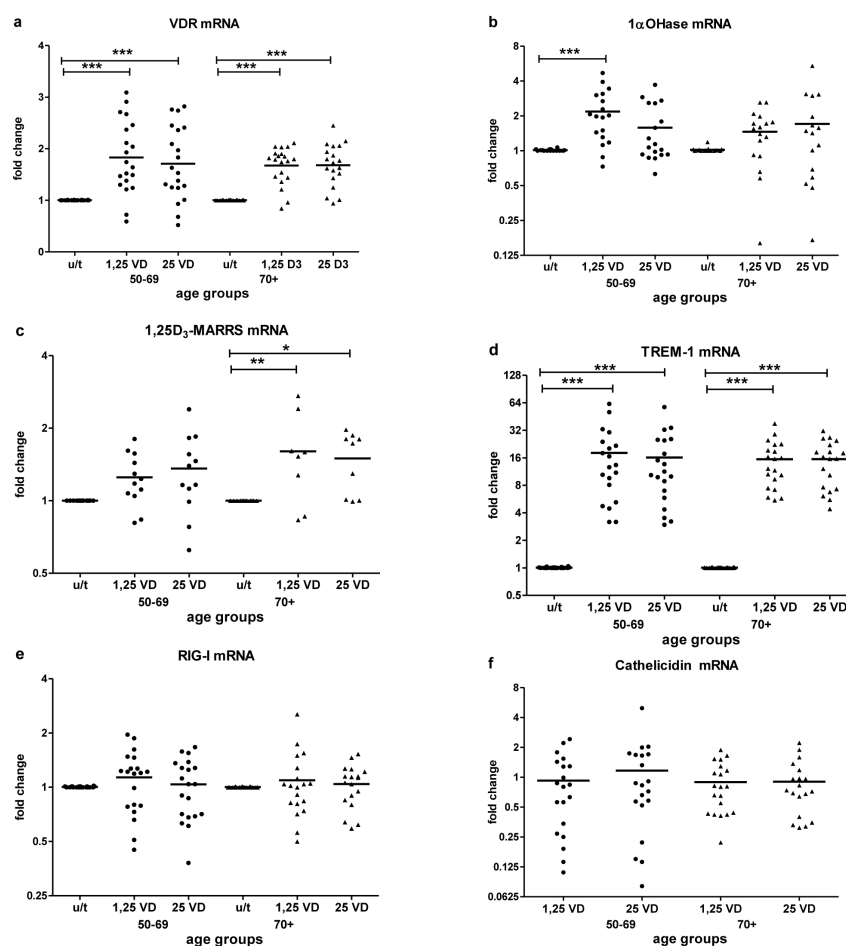 a
VDR mRNA
***
***
***
***
fold change
4
3
2
1
0
u/t 1,25 VD 25 VD u/t 1,25 D3 25 D3
50-69 70+
age groups
b
1αOHase mRNA
***
fold change
8
4
2
1
0.5
0.25
0.125
u/t 1,25 VD 25 VD u/t 1,25 VD 25 VD
50-69 70+
age groups
c
1,25D3-MARRS mRNA
*
**
fold change
4
2
1
0.5
u/t 1,25 VD 25 VD u/t 1,25 VD 25 VD
50-69 70+
age groups
d
TREM-1 mRNA
***
***
***
***
fold change
128
64
32
16
8
4
2
1
0.5
u/t 1,25 VD 25 VD u/t 1,25 VD 25 VD
50-69 70+
age groups
e
RIG-I mRNA
fold change
4
2
1
0.5
0.25
u/t 1,25 VD 25 VD u/t 1,25 VD 25 VD
50-69 70+
age groups
f
Cathelicidin mRNA
fold change
8
4
2
1
0.5
0.25
0.125
0.0625
1,25 VD 25 VD 1,25 VD 25 VD
50-69 70+
age groups